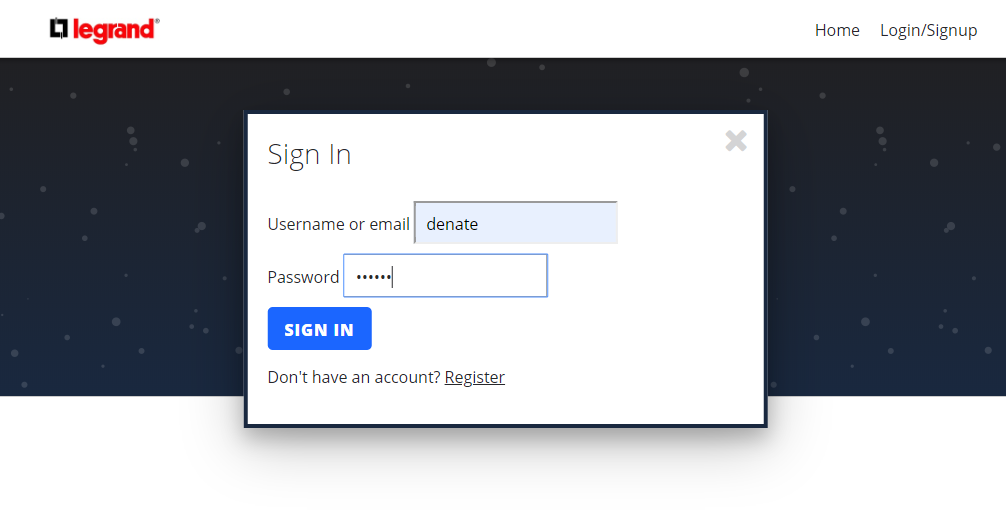 legrand®
Home Login/Signup
Sign In
Username or email denate
Password ••••••
SIGN IN
Don't have an account? Register